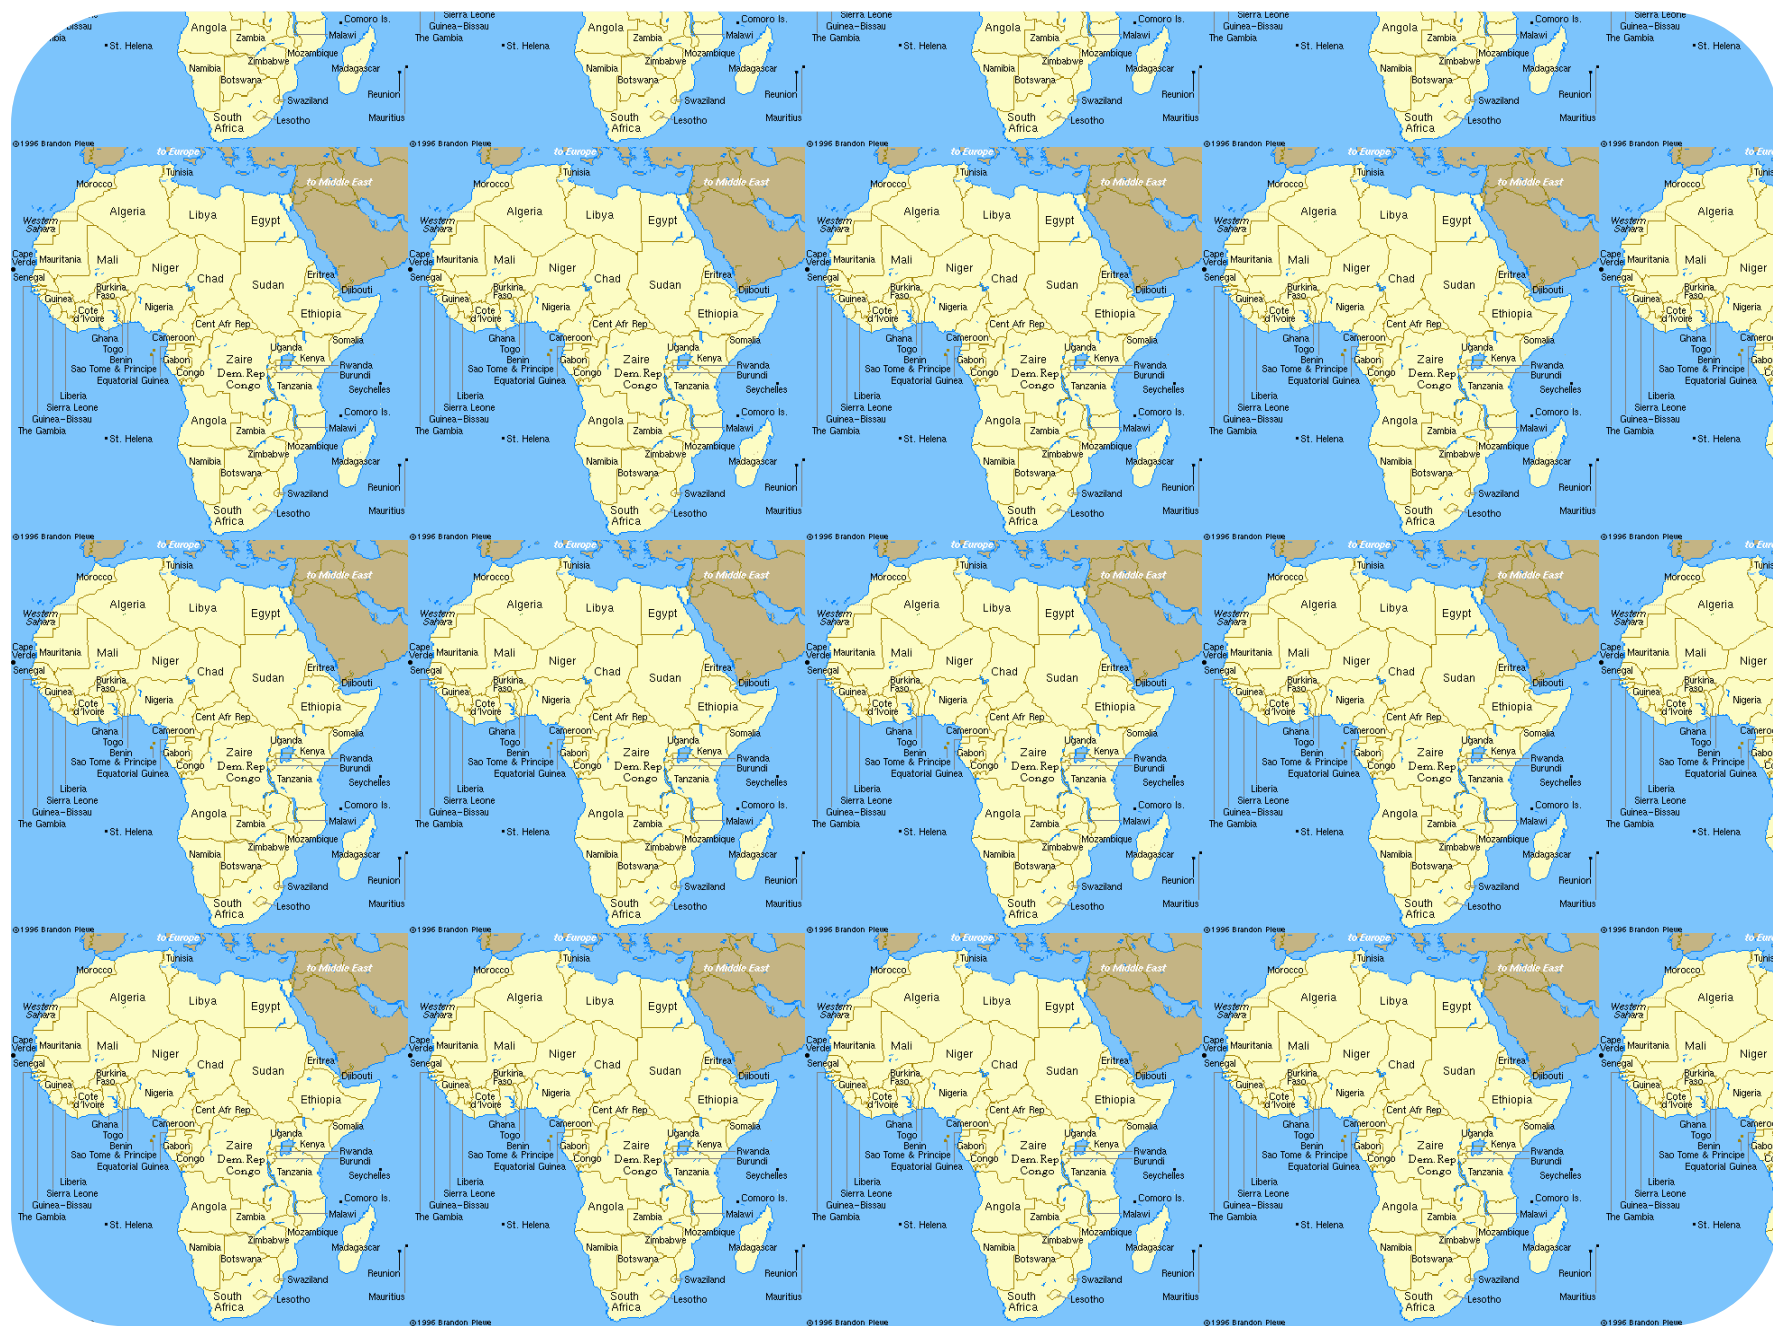 to Europe
Tunisia
to Middle East
Morocco
Algeria
Libya
Egypt
Western
Sahara
Cape
Verde
Mauritania
Mali
Niger
Chad
Sudan
Eritrea
Senegal
Djibouti
Burkina
Faso
Guinea
Nigeria
Cote
d'Ivoire
Ethiopia
Cent Afr Rep
Ghana
Cameroon
Somalia
Togo
Uganda
Benin
Gabon
Zaire
Kenya
Sao Tome & Principe
Congo
Dem. Rep
Congo
Rwanda
Burundi
Equatorial Guinea
Tanzania
Seychelles
Liberia
Sierra Leone
Guinea-Bissau
The Gambia
St. Helena
Comoro Is.
Angola
Zambia
Malawi
Mozambique
Zimbabwe
Namibia
Madagascar
Botswana
Reunion
Swaziland
South
Africa
Lesotho
Mauritius
© 1996 Brandon Plewe